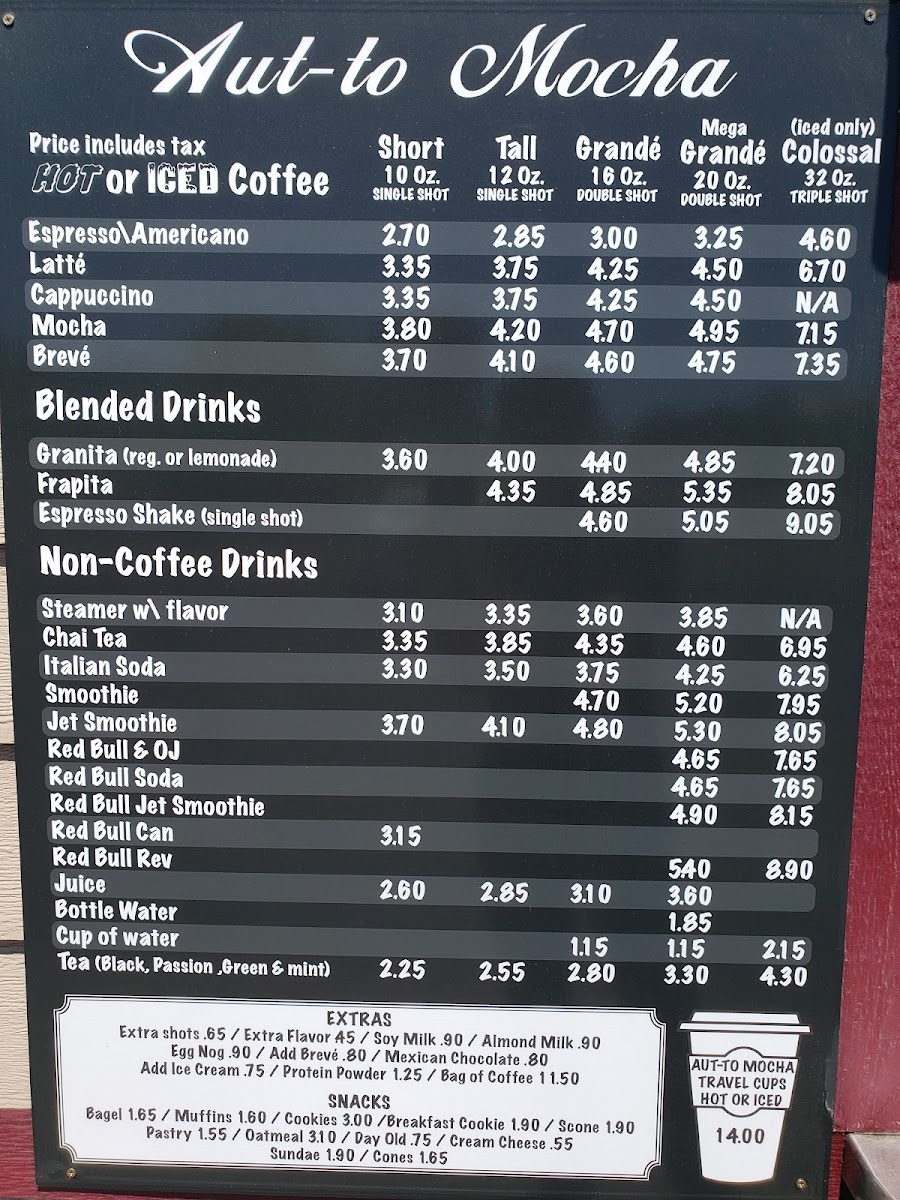 Aut-to Mocha
Price includes tax
HOT or ICED Coffee
Short 10 Oz. SINGLE SHOT
Tall 12 Oz. SINGLE SHOT
Grandé 16 Oz. DOUBLE SHOT
Mega Grandé 20 Oz. DOUBLE SHOT
(iced only) Colossal 32 Oz. TRIPLE SHOT
Espresso\Americano 2.70 2.85 3.00 3.25 4.60
Latté 3.35 3.75 4.25 4.50 6.70
Cappuccino 3.35 3.75 4.25 4.50 N/A
Mocha 3.80 4.20 4.70 4.95 7.15
Brevé 3.70 4.10 4.60 4.75 7.35
Blended Drinks
Granita (reg. or lemonade) 3.60 4.00 4.40 4.85 7.20
Frapita 4.35 4.85 5.35 8.05
Espresso Shake (single shot) 4.60 5.05 9.05
Non-Coffee Drinks
Steamer w\ flavor 3.10 3.35 3.60 3.85 N/A
Chai Tea 3.35 3.85 4.35 4.60 6.95
Italian Soda 3.30 3.50 3.75 4.25 6.25
Smoothie 4.70 5.20 7.95
Jet Smoothie 3.70 4.10 4.80 5.30 8.05
Red Bull & OJ 4.65 7.65
Red Bull Soda 4.65 7.65
Red Bull Jet Smoothie 4.90 8.15
Red Bull Can 3.15
Red Bull Rev 5.40 8.90
Juice 2.60 2.85 3.10 3.60
Bottle Water 1.85
Cup of water 1.15 1.15 2.15
Tea (Black, Passion ,Green & mint) 2.25 2.55 2.80 3.30 4.30
EXTRAS
Extra shots .65 / Extra Flavor .45 / Soy Milk .90 / Almond Milk .90
Egg Nog .90 / Add Brevé .80 / Mexican Chocolate .80
Add Ice Cream .75 / Protein Powder 1.25 / Bag of Coffee 11.50
SNACKS
Bagel 1.65 / Muffins 1.60 / Cookies 3.00 /Breakfast Cookie 1.90 / Scone 1.90
Pastry 1.55 / Oatmeal 3.10 / Day Old .75 / Cream Cheese .55
Sundae 1.90 / Cones 1.65
AUT-TO MOCHA
TRAVEL CUPS
HOT OR ICED
14.00